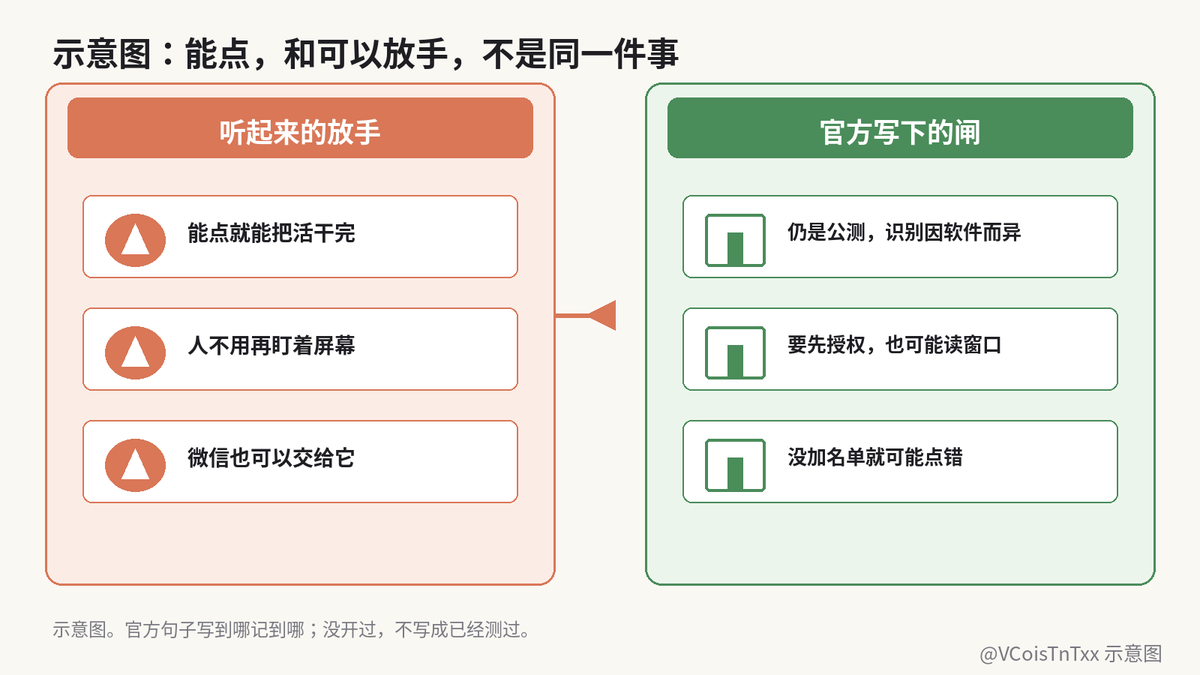 示意图：能点，和可以放手，不是同一件事
听起来的放手
能点就能把活干完
人不用再盯着屏幕
微信也可以交给它
官方写下的闸
仍是公测，识别因软件而异
要先授权，也可能读窗口
没加名单就可能点错
示意图。官方句子写到哪记到哪；没开过，不写成已经测过。
@VCoisTnTxx 示意图